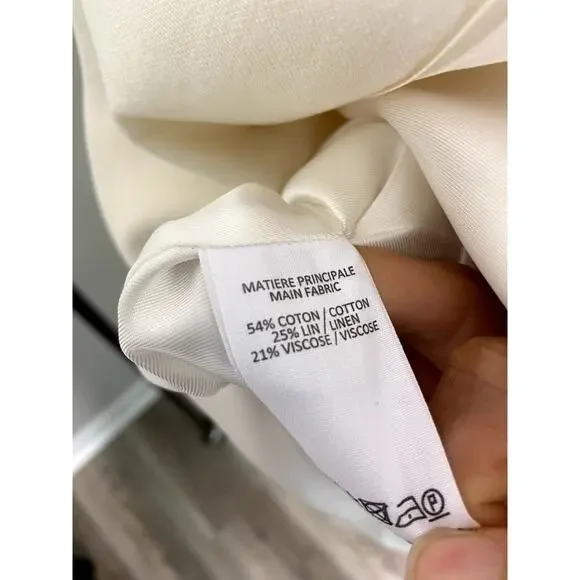 MATIERE PRINCIPALE
MAIN FABRIC
54% COTON / COTTON
25% LIN / LINEN
21% VISCOSE / VISCOSE
P